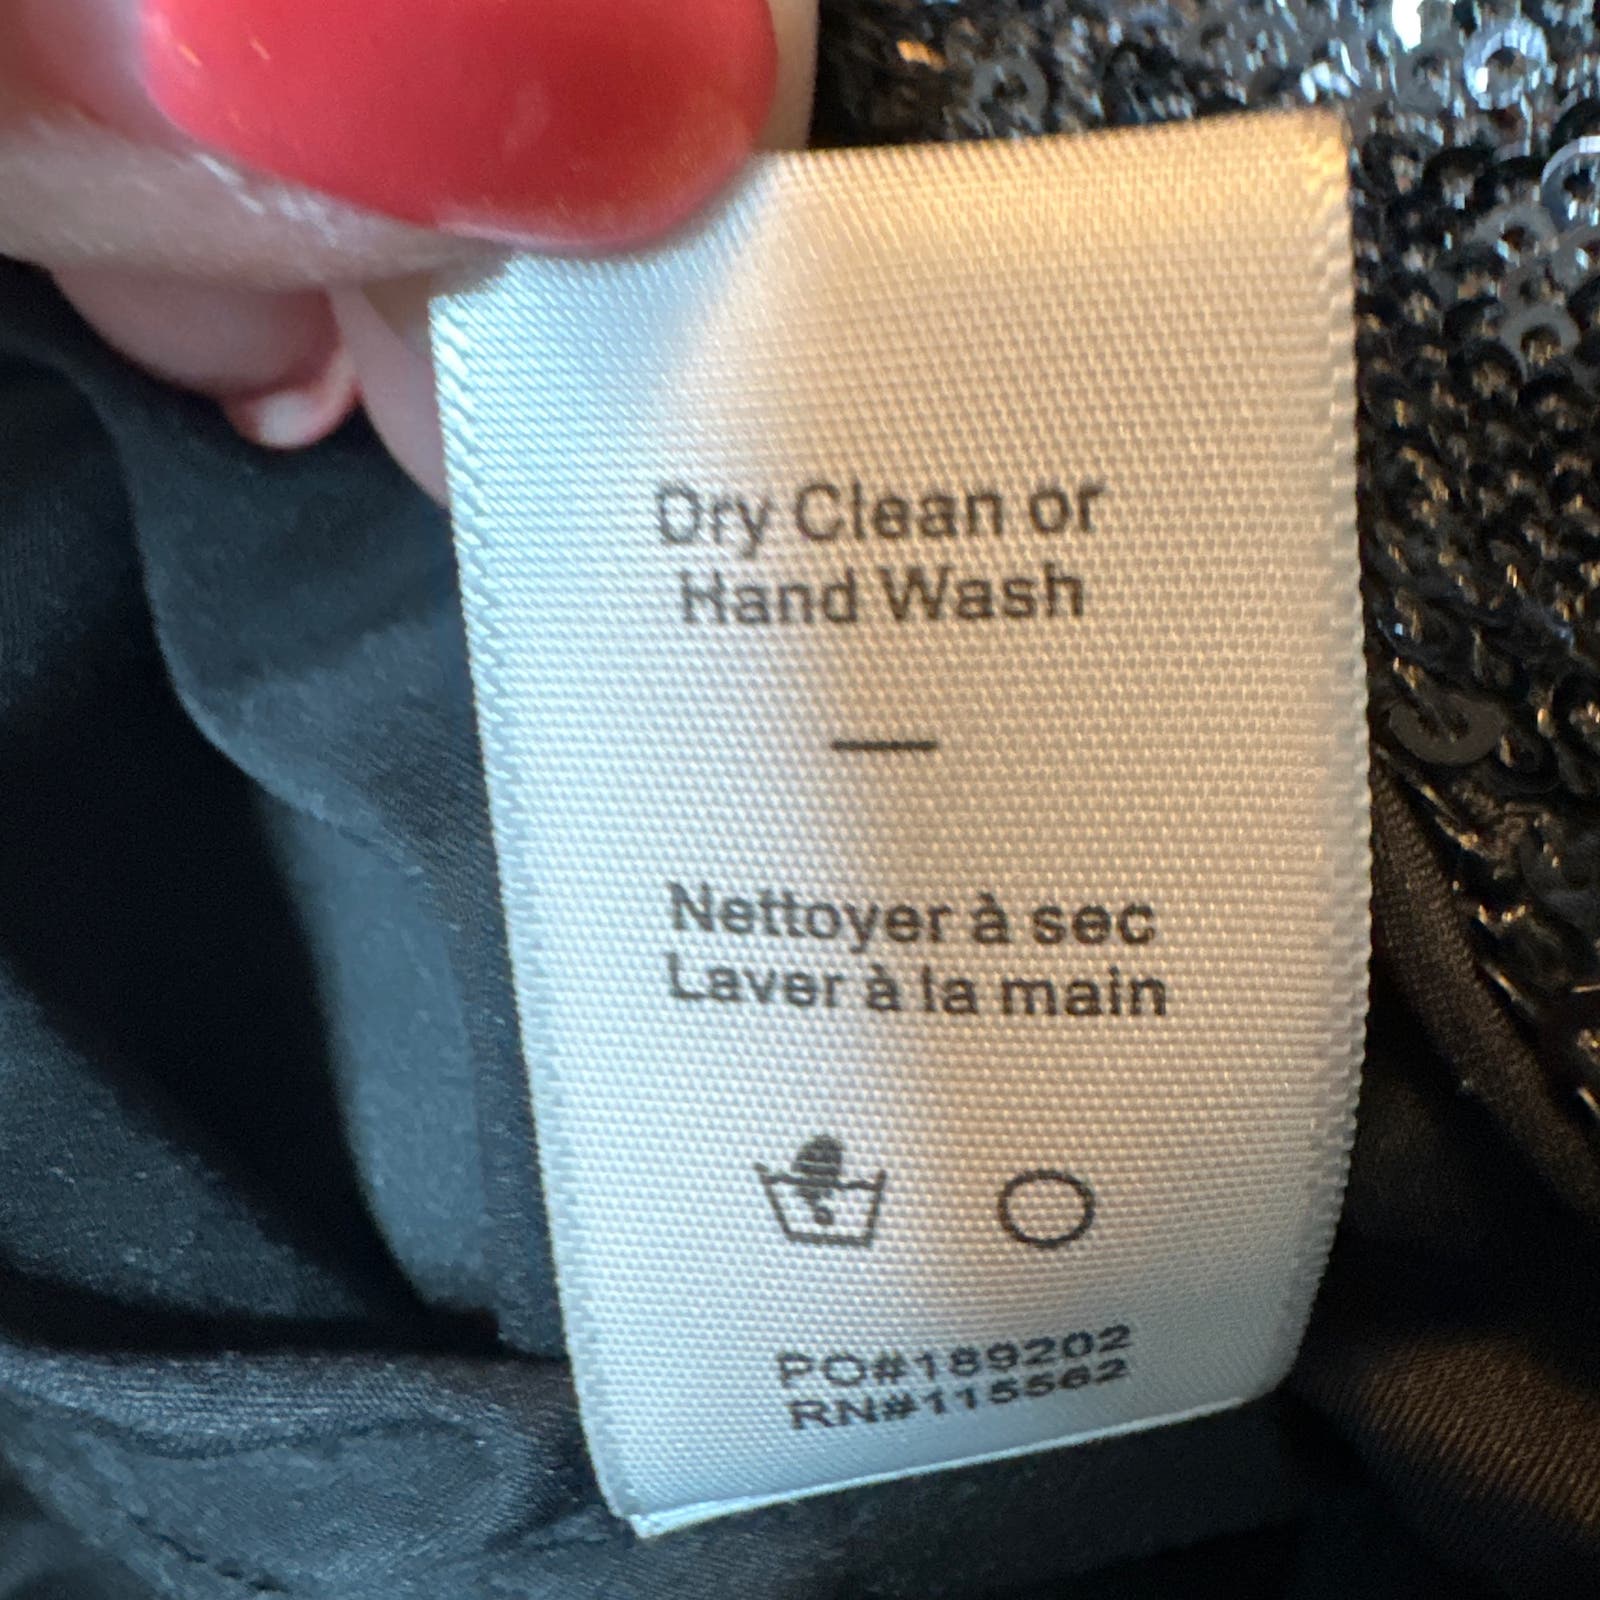 Dry Clean or
Hand Wash
—
Nettoyer à sec
Laver à la main
PO#189202
RN#115562